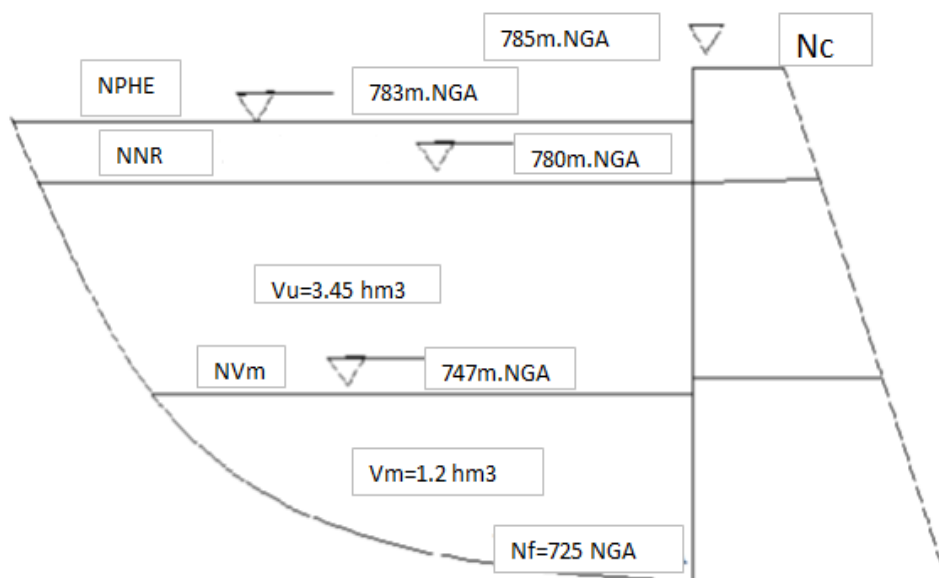 785m.NGA
Nc
NPHE
783m.NGA
NNR
780m.NGA
Vu=3.45 hm3
NVm
747m.NGA
Vm=1.2 hm3
Nf=725 NGA